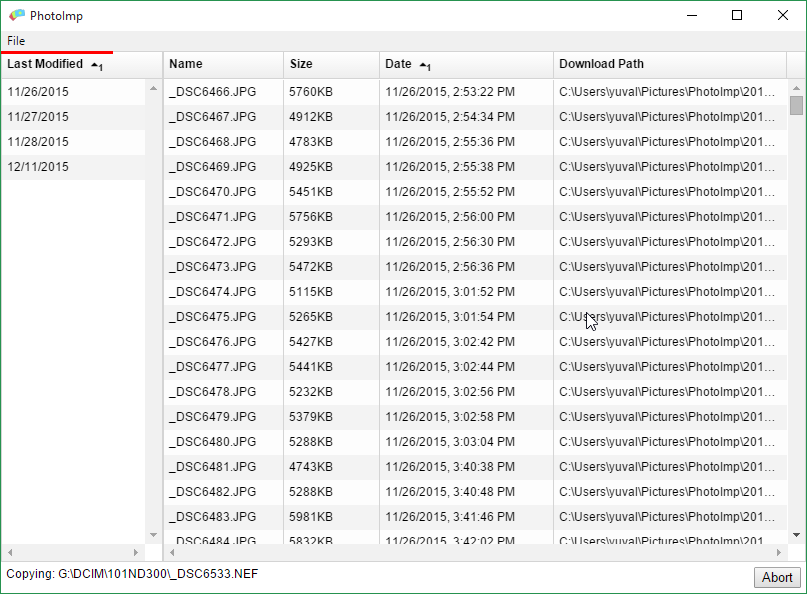 PhotoImp
File
Last Modified 1 Name Size Date 1 Download Path
11/26/2015 _DSC6466.JPG 5760KB 11/26/2015, 2:53:22 PM C:\Users\yuval\Pictures\PhotoImp\201...
11/27/2015 _DSC6467.JPG 4912KB 11/26/2015, 2:54:34 PM C:\Users\yuval\Pictures\PhotoImp\201...
11/28/2015 _DSC6468.JPG 4783KB 11/26/2015, 2:55:36 PM C:\Users\yuval\Pictures\PhotoImp\201...
12/11/2015 _DSC6469.JPG 4925KB 11/26/2015, 2:55:38 PM C:\Users\yuval\Pictures\PhotoImp\201...
_DSC6470.JPG 5451KB 11/26/2015, 2:55:52 PM C:\Users\yuval\Pictures\PhotoImp\201...
_DSC6471.JPG 5756KB 11/26/2015, 2:56:00 PM C:\Users\yuval\Pictures\PhotoImp\201...
_DSC6472.JPG 5293KB 11/26/2015, 2:56:30 PM C:\Users\yuval\Pictures\PhotoImp\201...
_DSC6473.JPG 5472KB 11/26/2015, 2:56:36 PM C:\Users\yuval\Pictures\PhotoImp\201...
_DSC6474.JPG 5115KB 11/26/2015, 3:01:52 PM C:\Users\yuval\Pictures\PhotoImp\201...
_DSC6475.JPG 5265KB 11/26/2015, 3:01:54 PM C:\Users\yuval\Pictures\PhotoImp\201...
_DSC6476.JPG 5427KB 11/26/2015, 3:02:42 PM C:\Users\yuval\Pictures\PhotoImp\201...
_DSC6477.JPG 5441KB 11/26/2015, 3:02:44 PM C:\Users\yuval\Pictures\PhotoImp\201...
_DSC6478.JPG 5232KB 11/26/2015, 3:02:56 PM C:\Users\yuval\Pictures\PhotoImp\201...
_DSC6479.JPG 5379KB 11/26/2015, 3:02:58 PM C:\Users\yuval\Pictures\PhotoImp\201...
_DSC6480.JPG 5288KB 11/26/2015, 3:03:04 PM C:\Users\yuval\Pictures\PhotoImp\201...
_DSC6481.JPG 4743KB 11/26/2015, 3:40:38 PM C:\Users\yuval\Pictures\PhotoImp\201...
_DSC6482.JPG 5288KB 11/26/2015, 3:40:48 PM C:\Users\yuval\Pictures\PhotoImp\201...
_DSC6483.JPG 5981KB 11/26/2015, 3:41:46 PM C:\Users\yuval\Pictures\PhotoImp\201...
_DSC6484.JPG 5832KB 11/26/2015, 3:42:02 PM C:\Users\yuval\Pictures\PhotoImp\201...
Copying: G:\DCIM\101ND300\_DSC6533.NEF Abort